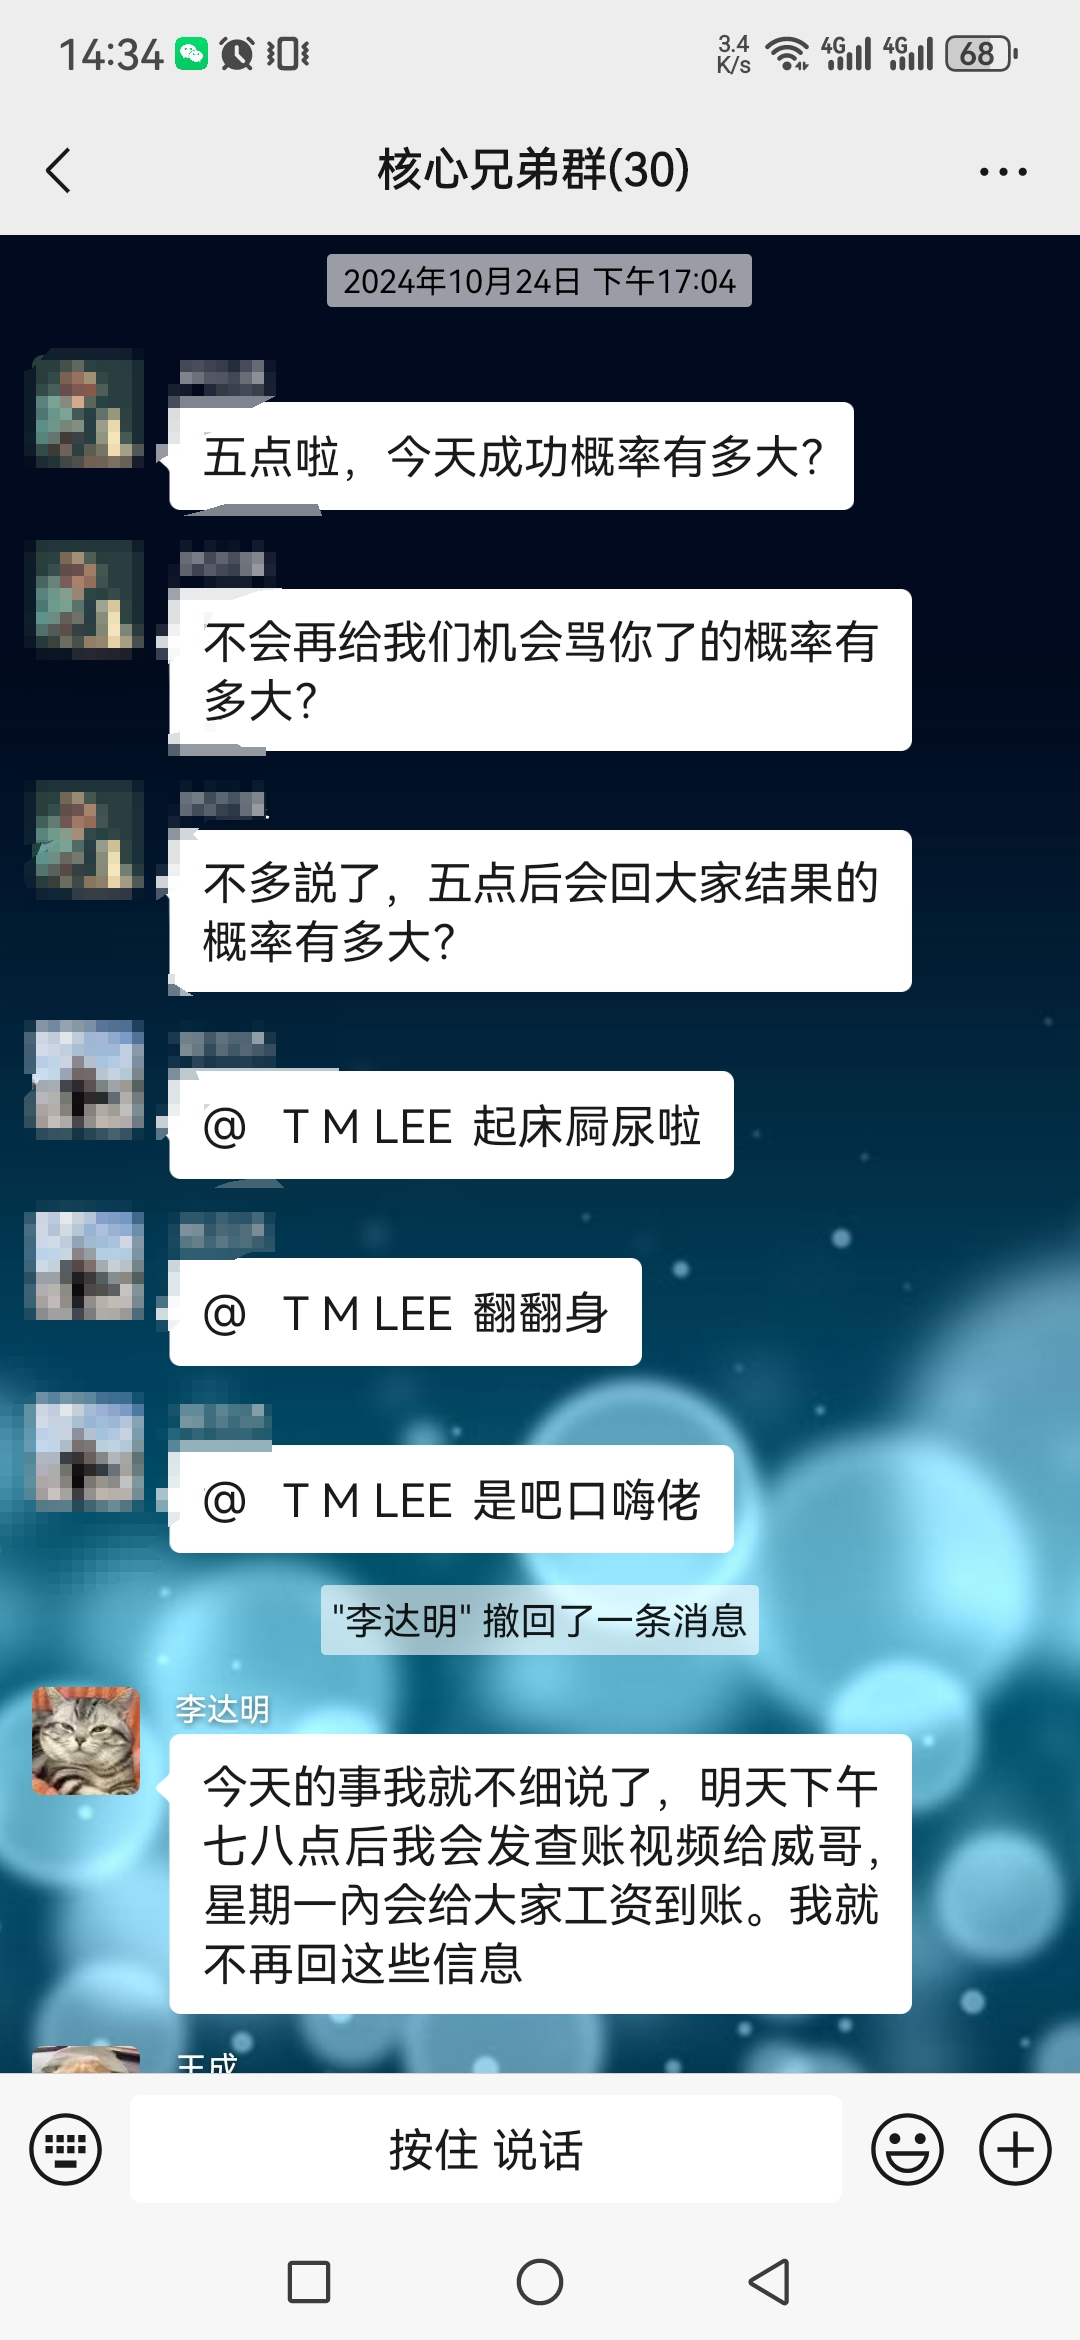 14:34
3.4
K/s
4G
4G
68
核心兄弟群(30)
2024年10月24日 下午17:04
五点啦，今天成功概率有多大？
不会再给我们机会骂你了的概率有
多大？
不多説了，五点后会回大家结果的
概率有多大？
@ T M LEE 起床屙尿啦
@ T M LEE 翻翻身
@ T M LEE 是吧口嗨佬
"李达明" 撤回了一条消息
李达明
今天的事我就不细说了，明天下午
七八点后我会发查账视频给威哥，
星期一內会给大家工资到账。我就
不再回这些信息
王成
按住 说话